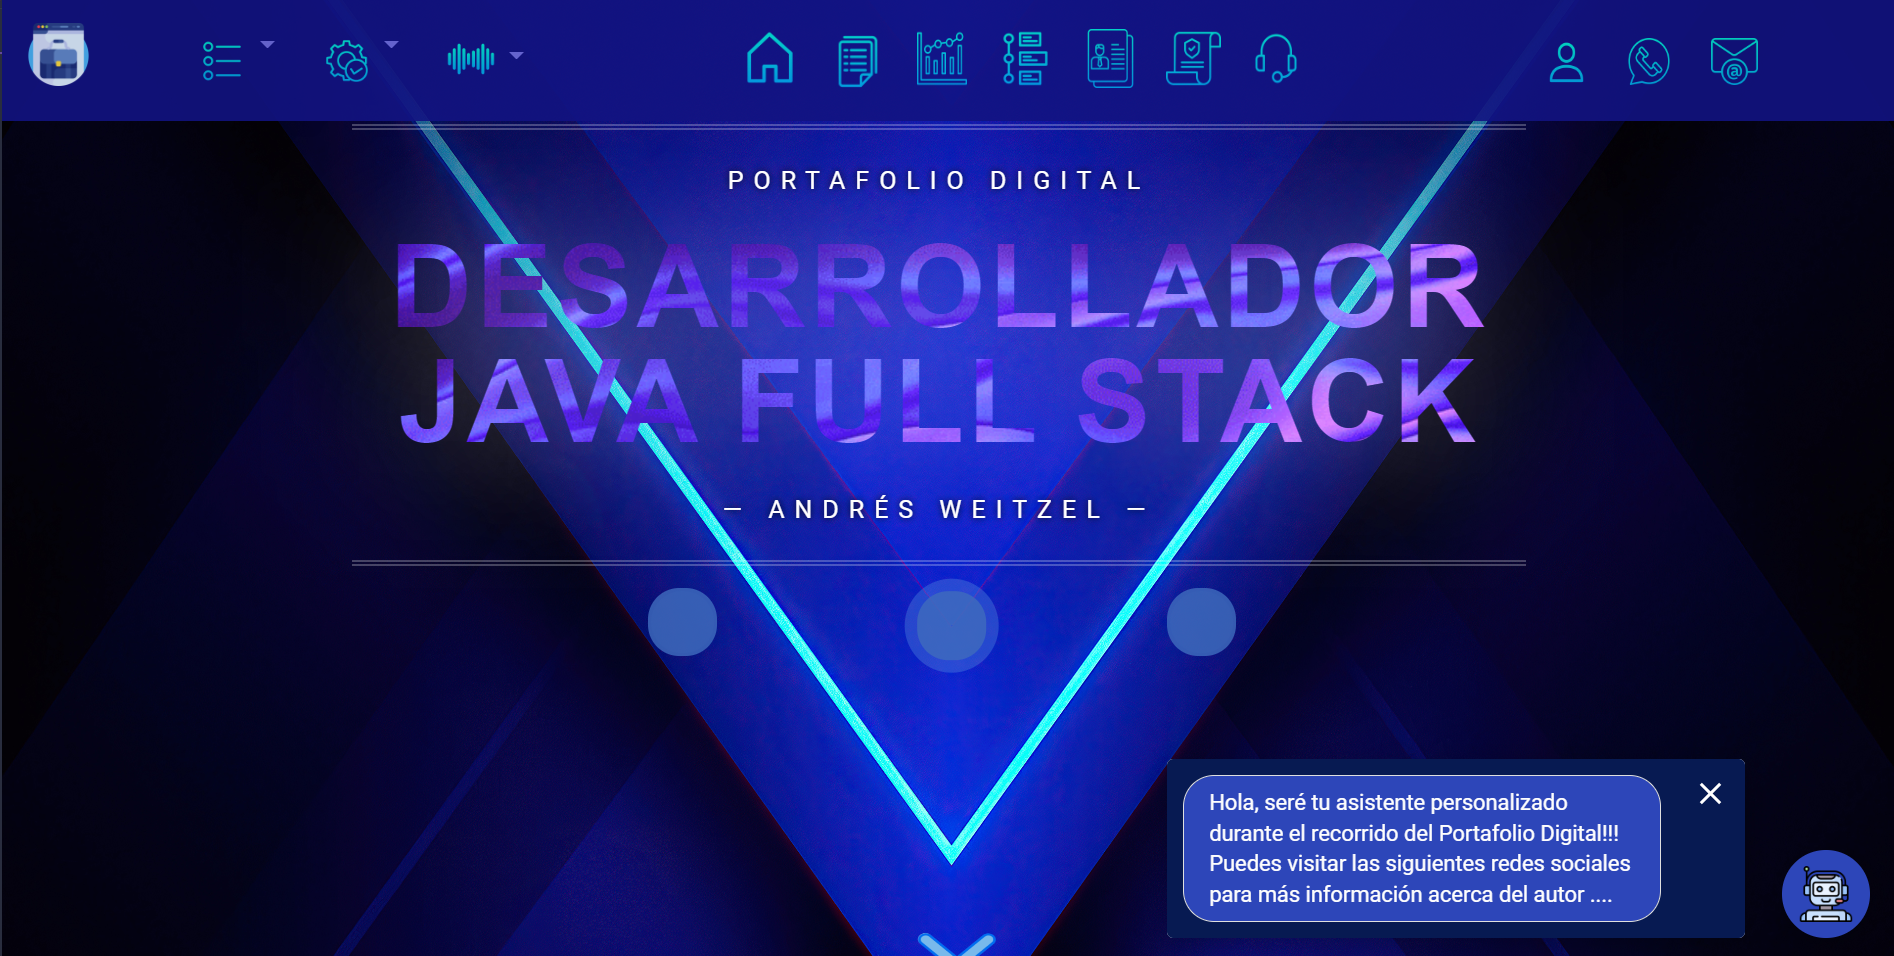 PORTAFOLIO DIGITAL
DESARROLLADOR
JAVA FULL STACK
— ANDRÉS WEITZEL —
Hola, seré tu asistente personalizado
durante el recorrido del Portafolio Digital!!!
Puedes visitar las siguientes redes sociales
para más información acerca del autor ....